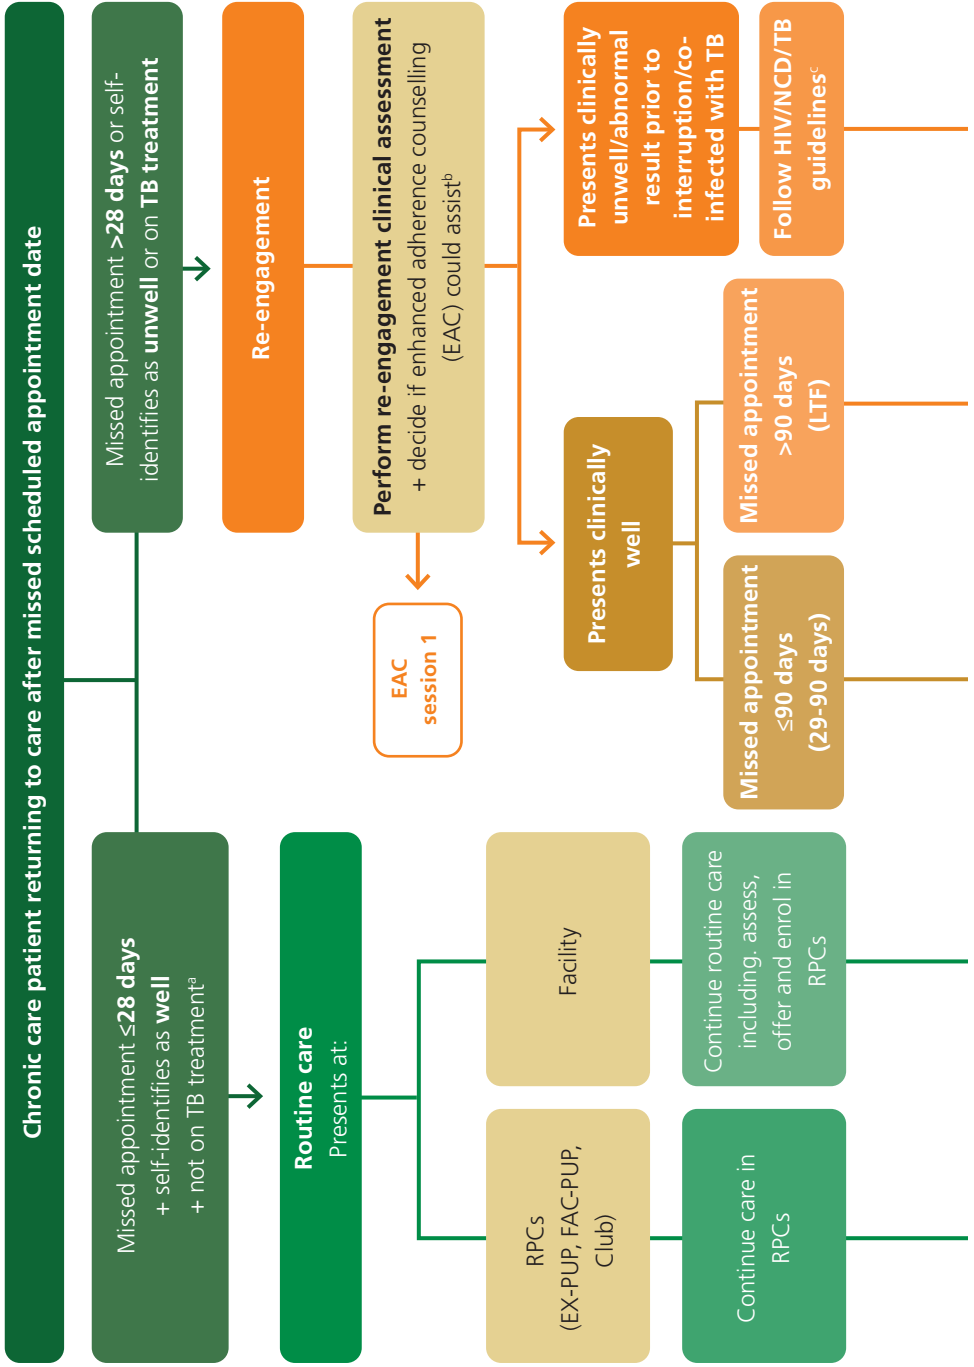 Chronic care patient returning to care after missed scheduled appointment date
Missed appointment ≤28 days
+ self-identifies as well
+ not on TB treatmentᵃ
Missed appointment >28 days or self-
identifies as unwell or on TB treatment
Routine care
Presents at:
Re-engagement
RPCs
(EX-PUP, FAC-PUP,
Club)
Facility
Perform re-engagement clinical assessment
+ decide if enhanced adherence counselling
(EAC) could assistᵇ
EAC
session 1
Continue care in
RPCs
Continue routine care
including. assess,
offer and enrol in
RPCs
Presents clinically
well
Presents clinically
unwell/abnormal
result prior to
interruption/co-
infected with TB
Missed appointment
≤90 days
(29-90 days)
Missed appointment
>90 days
(LTF)
Follow HIV/NCD/TB
guidelinesᶜ